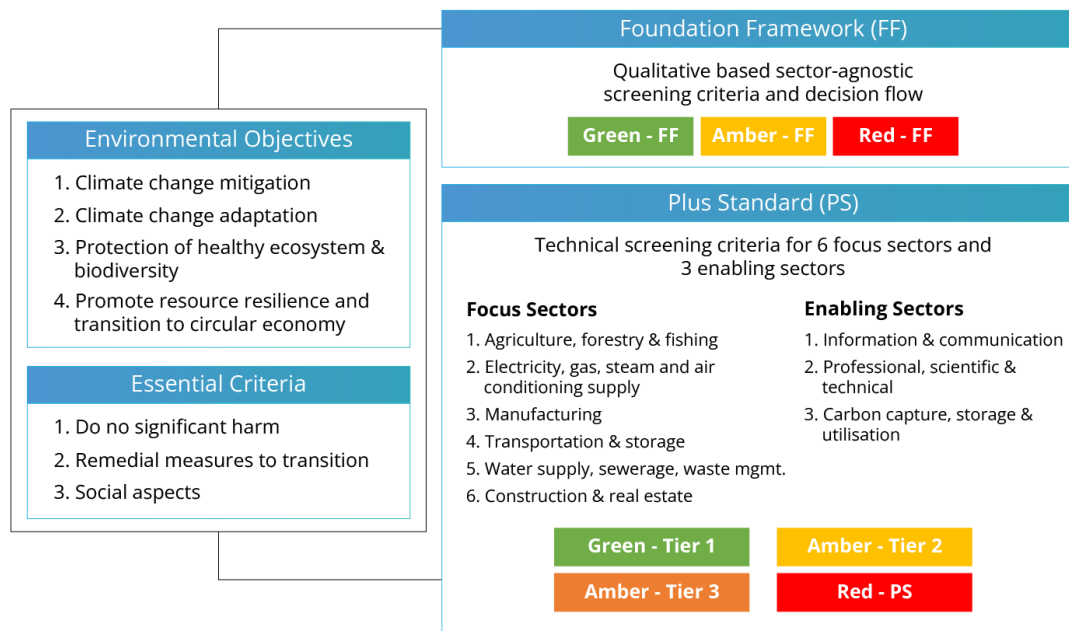 Environmental Objectives
1. Climate change mitigation
2. Climate change adaptation
3. Protection of healthy ecosystem &
biodiversity
4. Promote resource resilience and
transition to circular economy
Essential Criteria
1. Do no significant harm
2. Remedial measures to transition
3. Social aspects
Foundation Framework (FF)
Qualitative based sector-agnostic
screening criteria and decision flow
Green - FF
Amber - FF
Red - FF
Plus Standard (PS)
Technical screening criteria for 6 focus sectors and
3 enabling sectors
Focus Sectors
1. Agriculture, forestry & fishing
2. Electricity, gas, steam and air
conditioning supply
3. Manufacturing
4. Transportation & storage
5. Water supply, sewerage, waste mgmt.
6. Construction & real estate
Enabling Sectors
1. Information & communication
2. Professional, scientific &
technical
3. Carbon capture, storage &
utilisation
Green - Tier 1
Amber - Tier 2
Amber - Tier 3
Red - PS